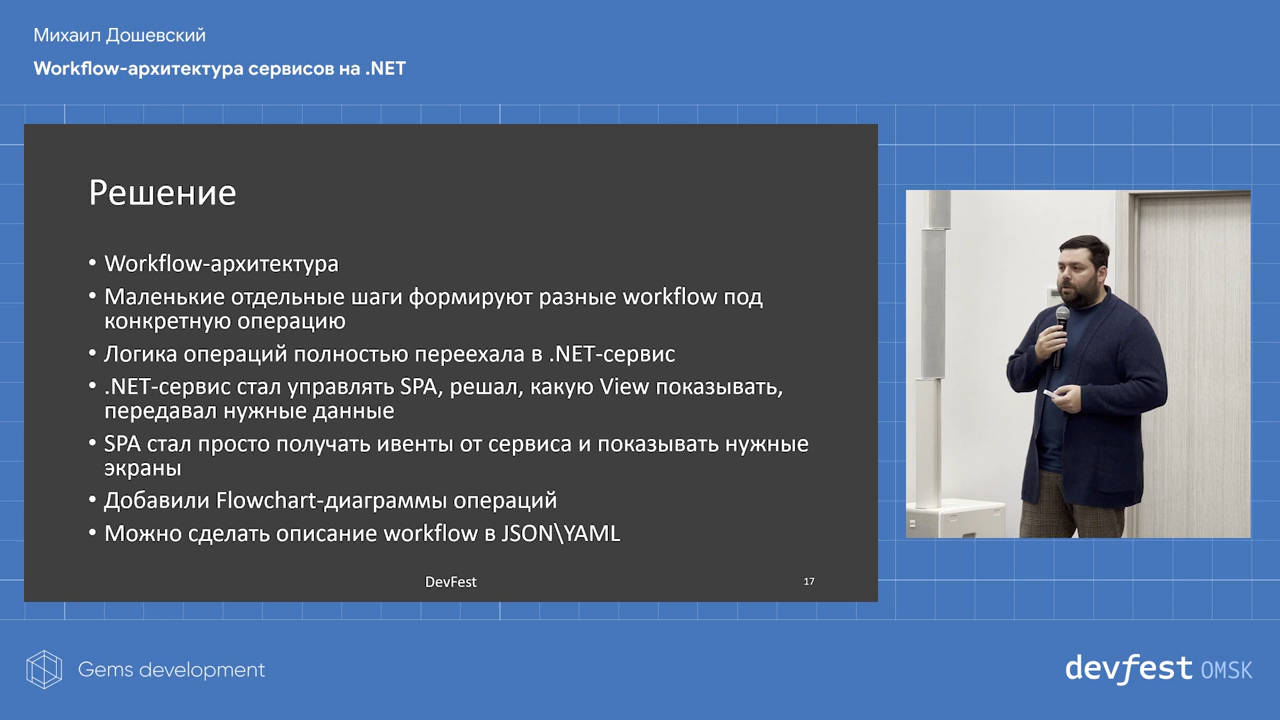 Михаил Дошевский
Workflow-архитектура сервисов на .NET
Решение
• Workflow-архитектура
• Маленькие отдельные шаги формируют разные workflow под
конкретную операцию
• Логика операций полностью переехала в .NET-сервис
• .NET-сервис стал управлять SPA, решал, какую View показывать,
передавал нужные данные
• SPA стал просто получать ивенты от сервиса и показывать нужные
экраны
• Добавили Flowchart-диаграммы операций
• Можно сделать описание workflow в JSON\YAML
DevFest
17
Gems development
devfest OMSK